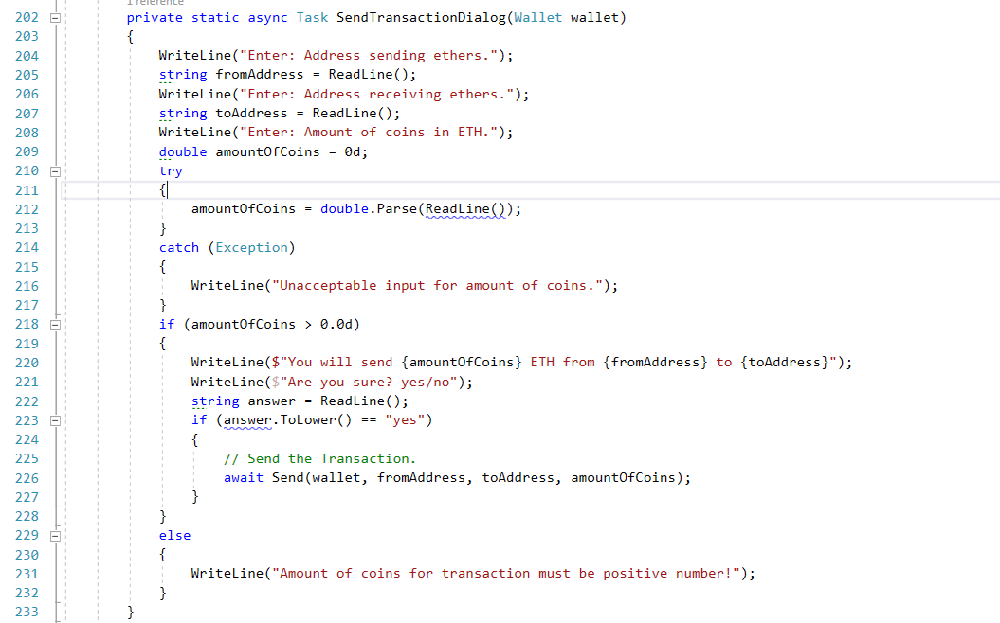 1 reference
202 private static async Task SendTransactionDialog(Wallet wallet)
203 {
204 WriteLine("Enter: Address sending ethers.");
205 string fromAddress = ReadLine();
206 WriteLine("Enter: Address receiving ethers.");
207 string toAddress = ReadLine();
208 WriteLine("Enter: Amount of coins in ETH.");
209 double amountOfCoins = 0d;
210 try
211 {
212 amountOfCoins = double.Parse(ReadLine());
213 }
214 catch (Exception)
215 {
216 WriteLine("Unacceptable input for amount of coins.");
217 }
218 if (amountOfCoins > 0.0d)
219 {
220 WriteLine($"You will send {amountOfCoins} ETH from {fromAddress} to {toAddress}");
221 WriteLine($"Are you sure? yes/no");
222 string answer = ReadLine();
223 if (answer.ToLower() == "yes")
224 {
225 // Send the Transaction.
226 await Send(wallet, fromAddress, toAddress, amountOfCoins);
227 }
228 }
229 else
230 {
231 WriteLine("Amount of coins for transaction must be positive number!");
232 }
233 }